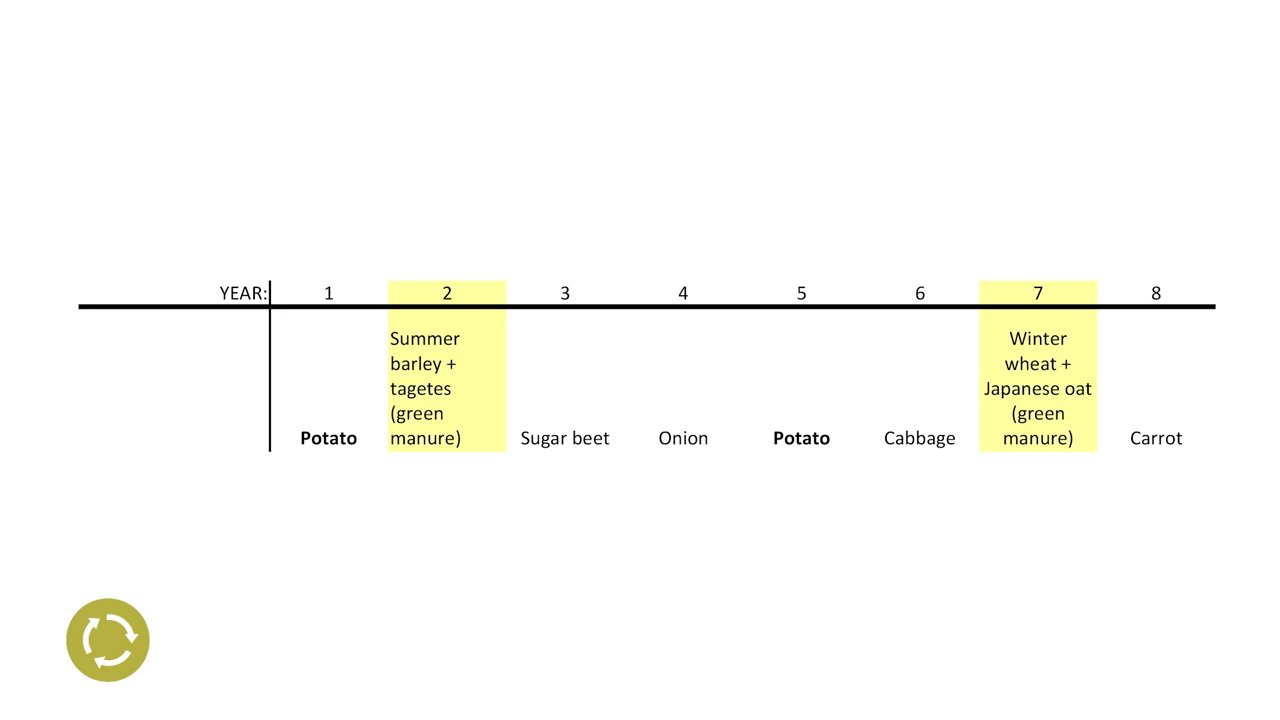 YEAR: 1 2 3 4 5 6 7 8
Potato
Summer
barley +
tagetes
(green
manure)
Sugar beet
Onion
Potato
Cabbage
Winter
wheat +
Japanese oat
(green
manure)
Carrot